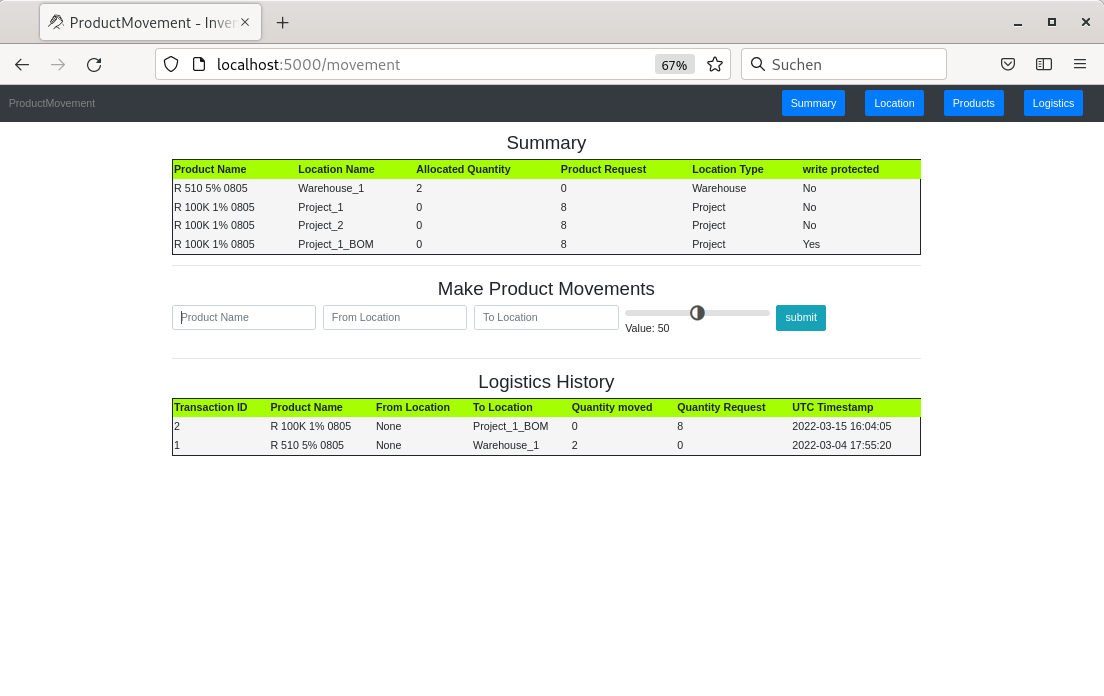 ProductMovement - Inver
localhost:5000/movement 67% Suchen
ProductMovement Summary Location Products Logistics
Summary
Product Name Location Name Allocated Quantity Product Request Location Type write protected
R 510 5% 0805 Warehouse_1 2 0 Warehouse No
R 100K 1% 0805 Project_1 0 8 Project No
R 100K 1% 0805 Project_2 0 8 Project No
R 100K 1% 0805 Project_1_BOM 0 8 Project Yes
Make Product Movements
Product Name From Location To Location submit
Value: 50
Logistics History
Transaction ID Product Name From Location To Location Quantity moved Quantity Request UTC Timestamp
2 R 100K 1% 0805 None Project_1_BOM 0 8 2022-03-15 16:04:05
1 R 510 5% 0805 None Warehouse_1 2 0 2022-03-04 17:55:20